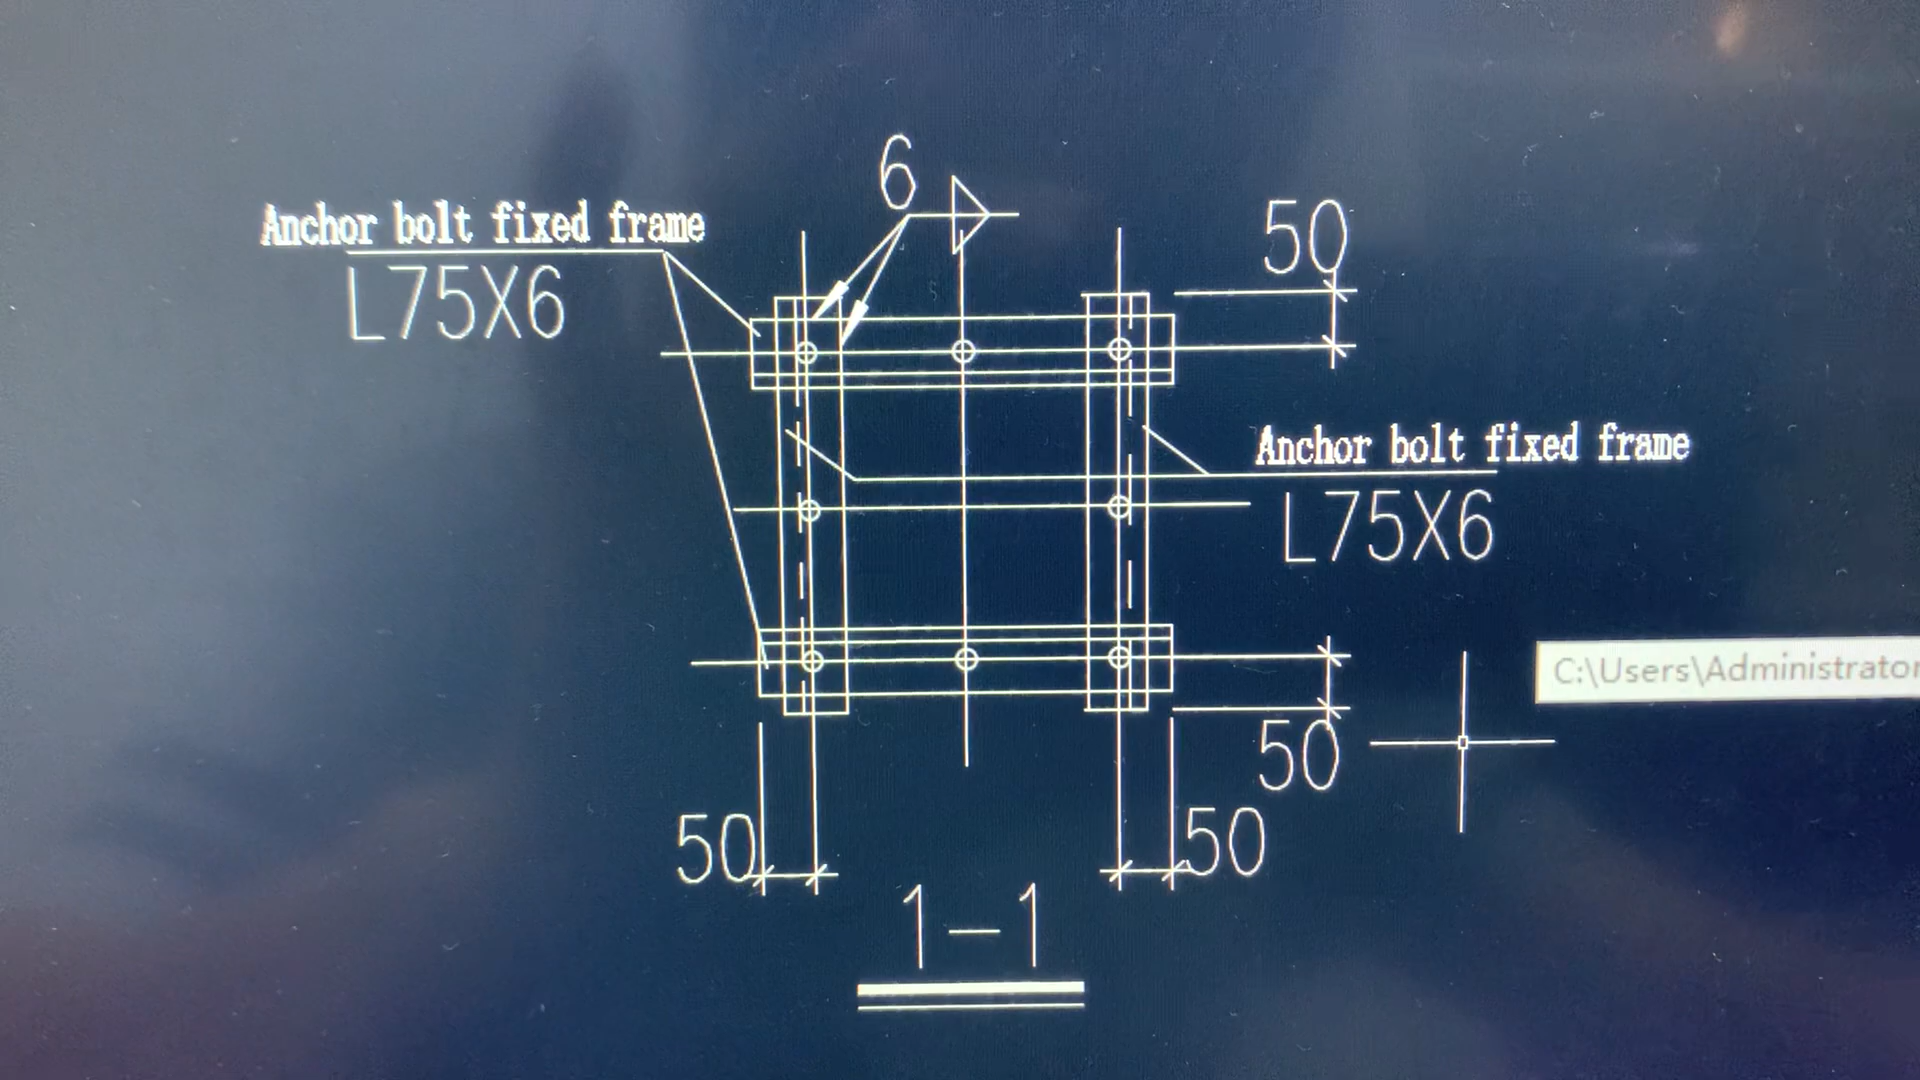 6
Anchor bolt fixed frame
L75X6
50
Anchor bolt fixed frame
L75X6
C:\Users\Administrator
50
50
50
1-1